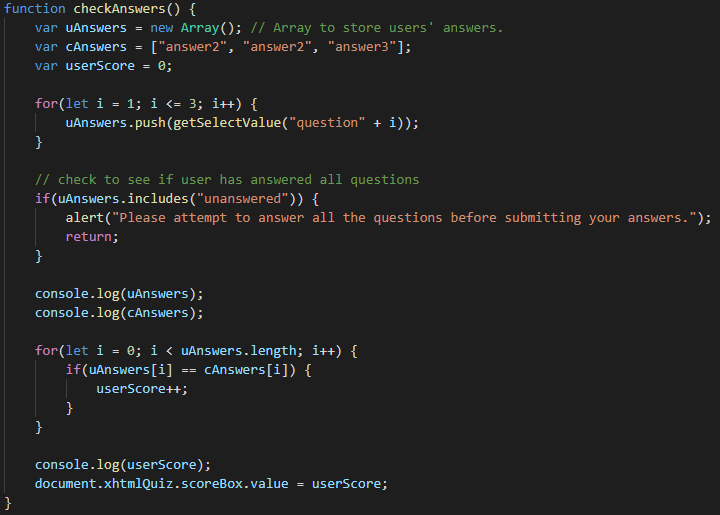 function checkAnswers() {
    var uAnswers = new Array(); // Array to store users' answers.
    var cAnswers = ["answer2", "answer2", "answer3"];
    var userScore = 0;

    for(let i = 1; i <= 3; i++) {
        uAnswers.push(getSelectValue("question" + i));
    }

    // check to see if user has answered all questions
    if(uAnswers.includes("unanswered")) {
        alert("Please attempt to answer all the questions before submitting your answers.");
        return;
    }

    console.log(uAnswers);
    console.log(cAnswers);

    for(let i = 0; i < uAnswers.length; i++) {
        if(uAnswers[i] == cAnswers[i]) {
            userScore++;
        }
    }

    console.log(userScore);
    document.xhtmlQuiz.scoreBox.value = userScore;
}